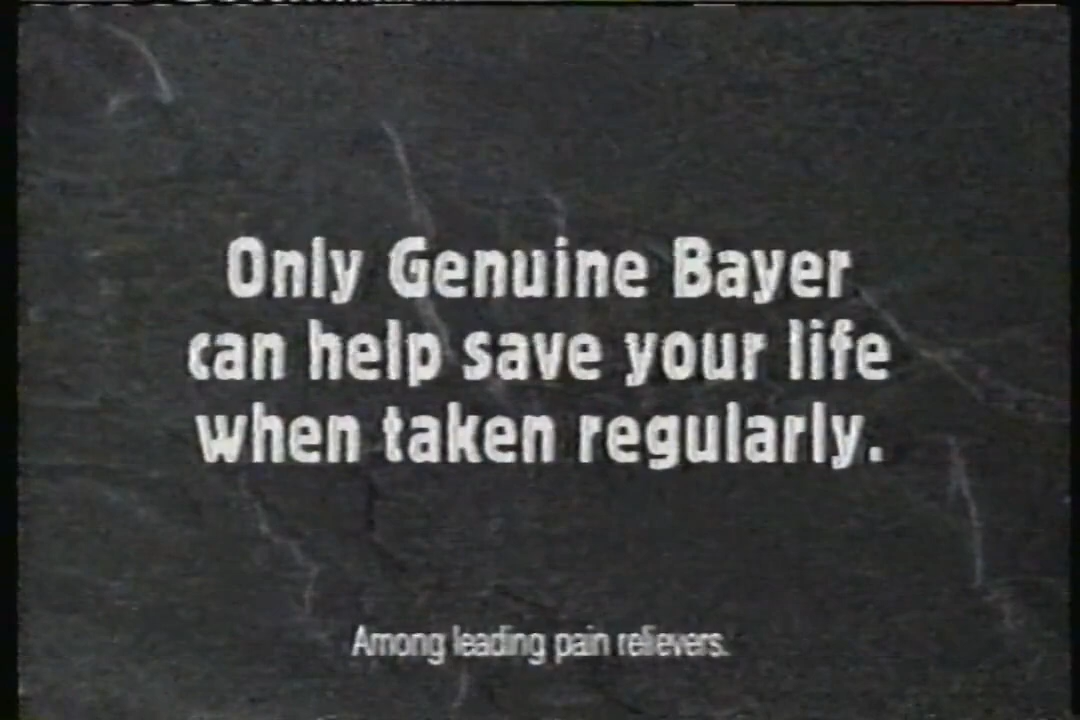 Only Genuine Bayer
can help save your life
when taken regularly.
Among leading pain relievers.